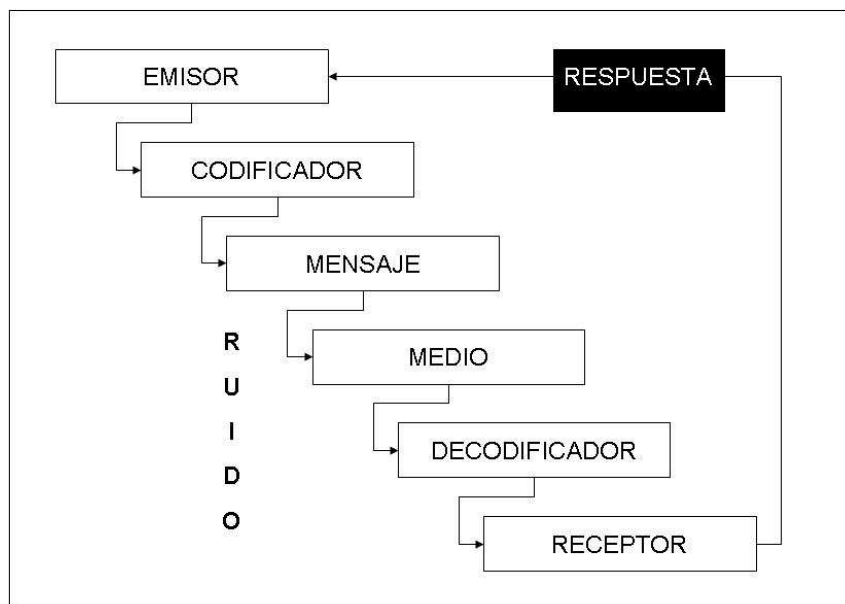 EMISOR
RESPUESTA
CODIFICADOR
MENSAJE
MEDIO
DECODIFICADOR
RECEPTOR
R
U
I
D
O